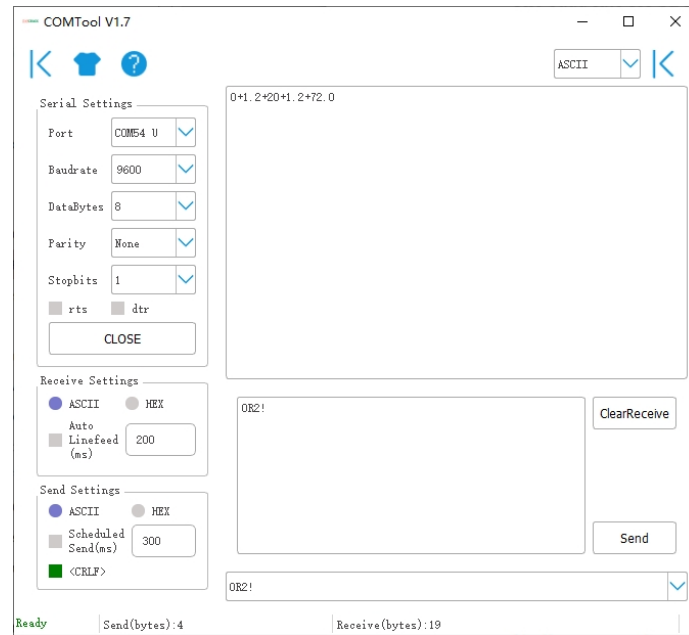 COMTool V1.7
ASCII
Serial Settings
Port COM54 U
Baudrate 9600
DataBytes 8
Parity None
Stopbits 1
rts dtr
CLOSE
0+1.2+20+1.2+72.0
Receive Settings
ASCII HEX
Auto
Linefeed
(ms)
200
0R2!
ClearReceive
Send Settings
ASCII HEX
Scheduled
Send(ms)
300
<CRLF>
Send
0R2!
Ready Send(bytes):4 Receive(bytes):19